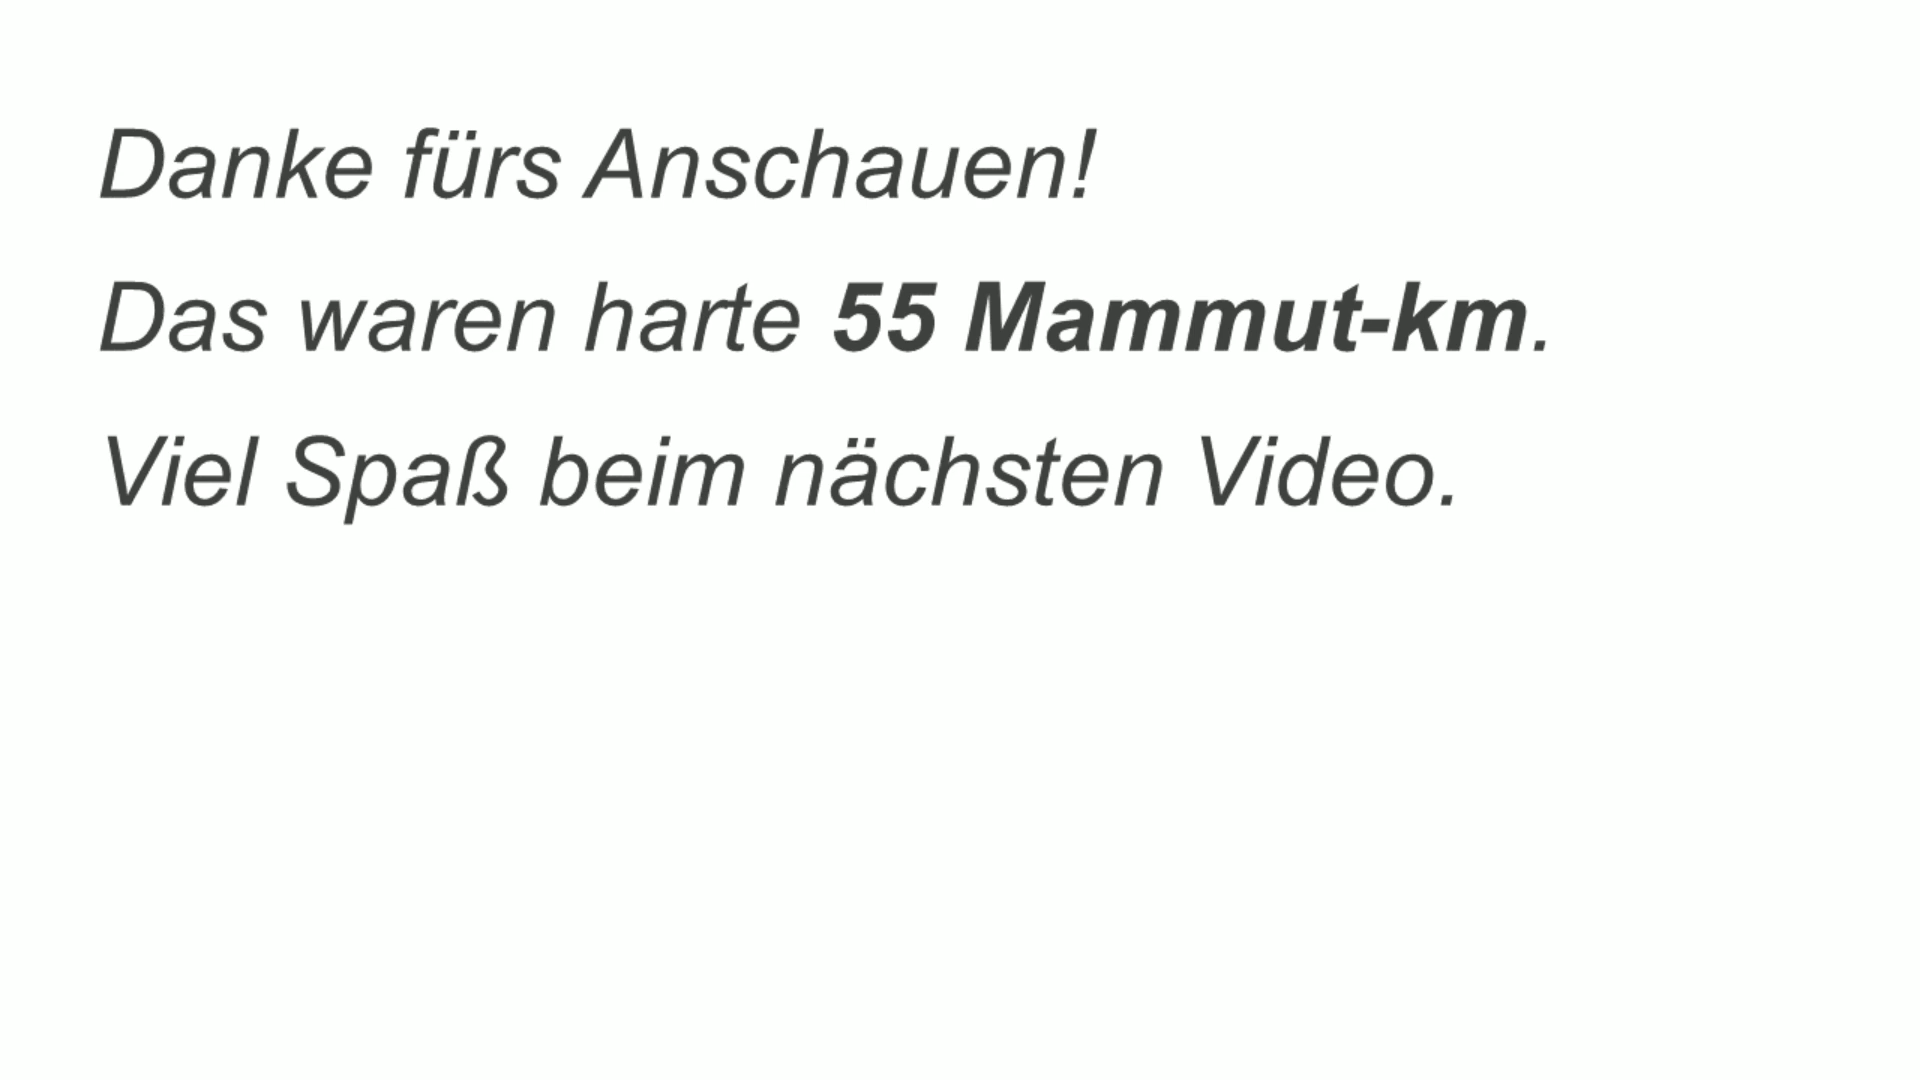 Danke fürs Anschauen!
Das waren harte 55 Mammut-km.
Viel Spaß beim nächsten Video.